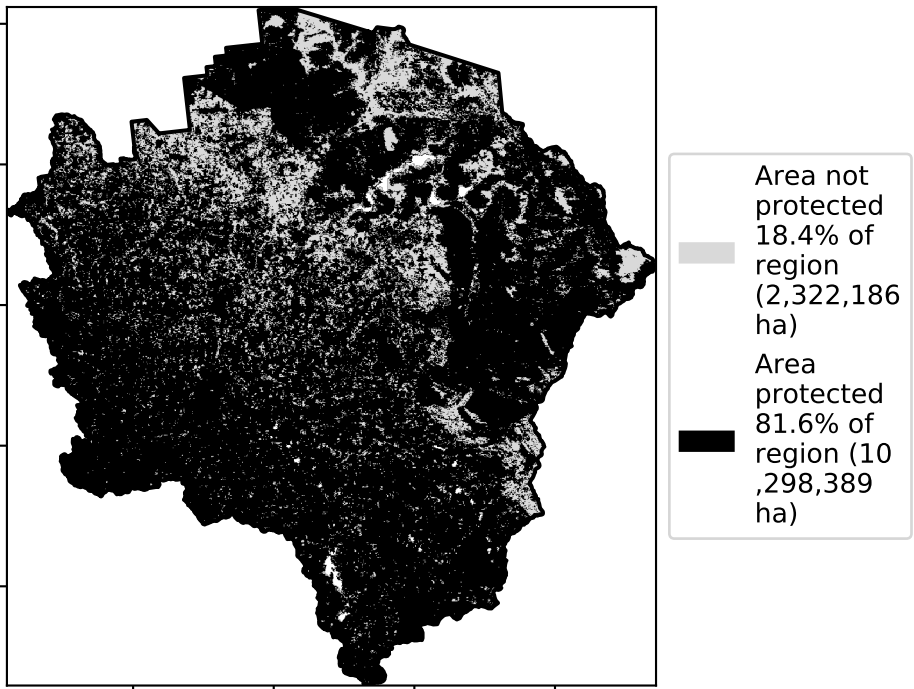 Area not
protected
18.4% of
region
(2,322,186
ha)
Area
protected
81.6% of
region (10
,298,389
ha)